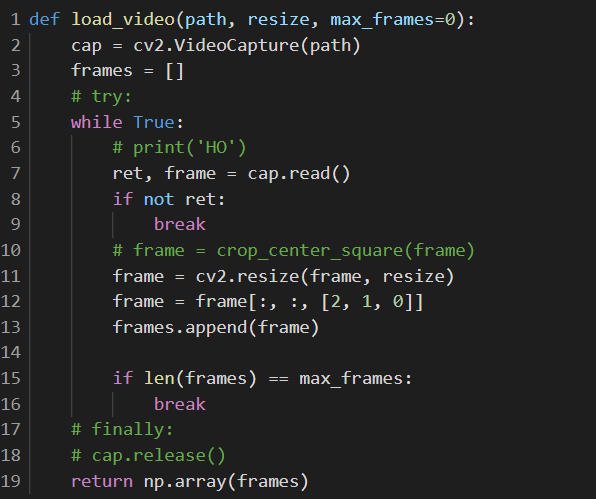 1 def load_video(path, resize, max_frames=0):
2     cap = cv2.VideoCapture(path)
3     frames = []
4     # try:
5     while True:
6         # print('HO')
7         ret, frame = cap.read()
8         if not ret:
9             break
10         # frame = crop_center_square(frame)
11         frame = cv2.resize(frame, resize)
12         frame = frame[:, :, [2, 1, 0]]
13         frames.append(frame)
14
15         if len(frames) == max_frames:
16             break
17     # finally:
18     # cap.release()
19     return np.array(frames)